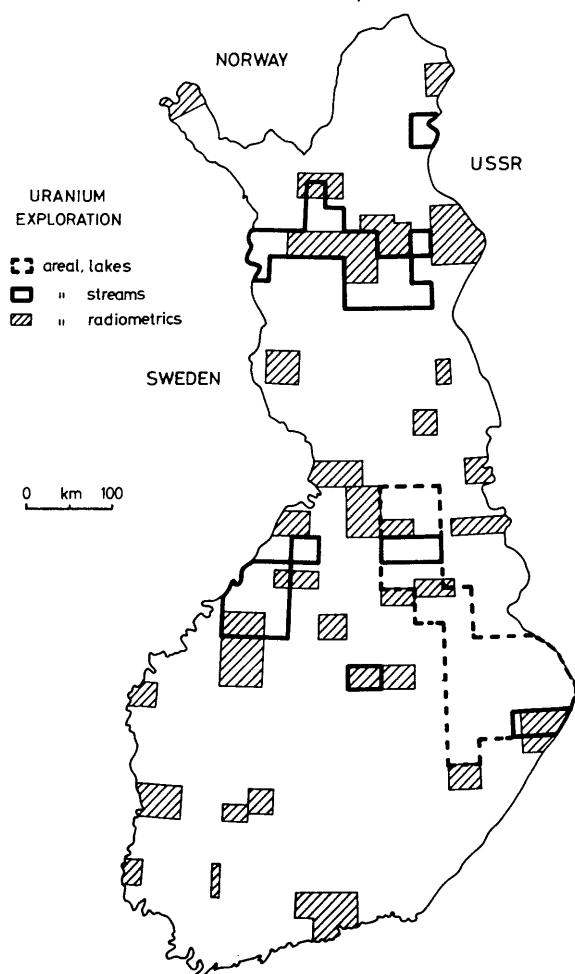 NORWAY
USSR
URANIUM
EXPLORATION
areal, lakes
" streams
" radiometrics
SWEDEN
0 km 100